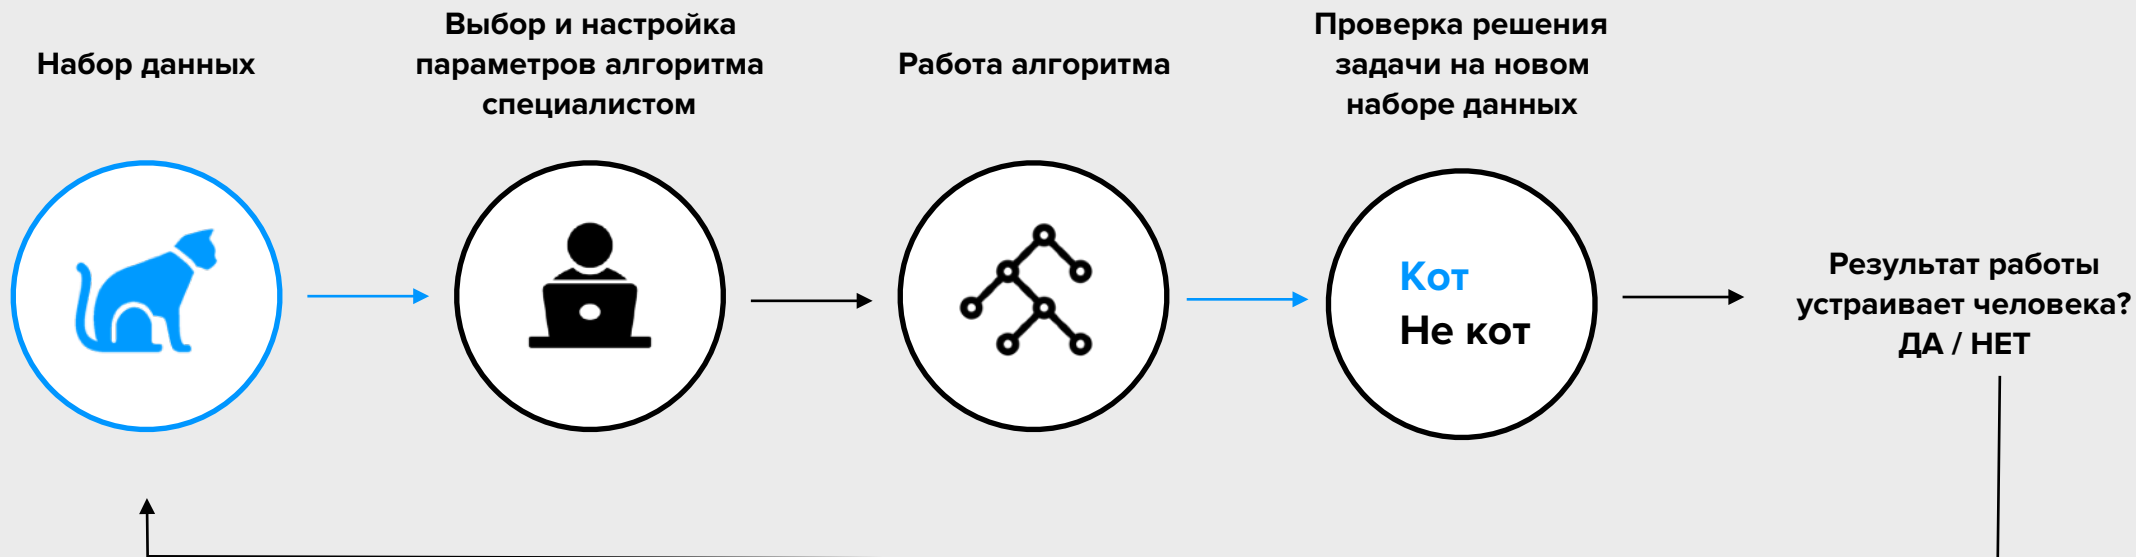 Набор данных
Выбор и настройка
параметров алгоритма
специалистом
Работа алгоритма
Проверка решения
задачи на новом
наборе данных
Кот
Не кот
Результат работы
устраивает человека?
ДА / НЕТ